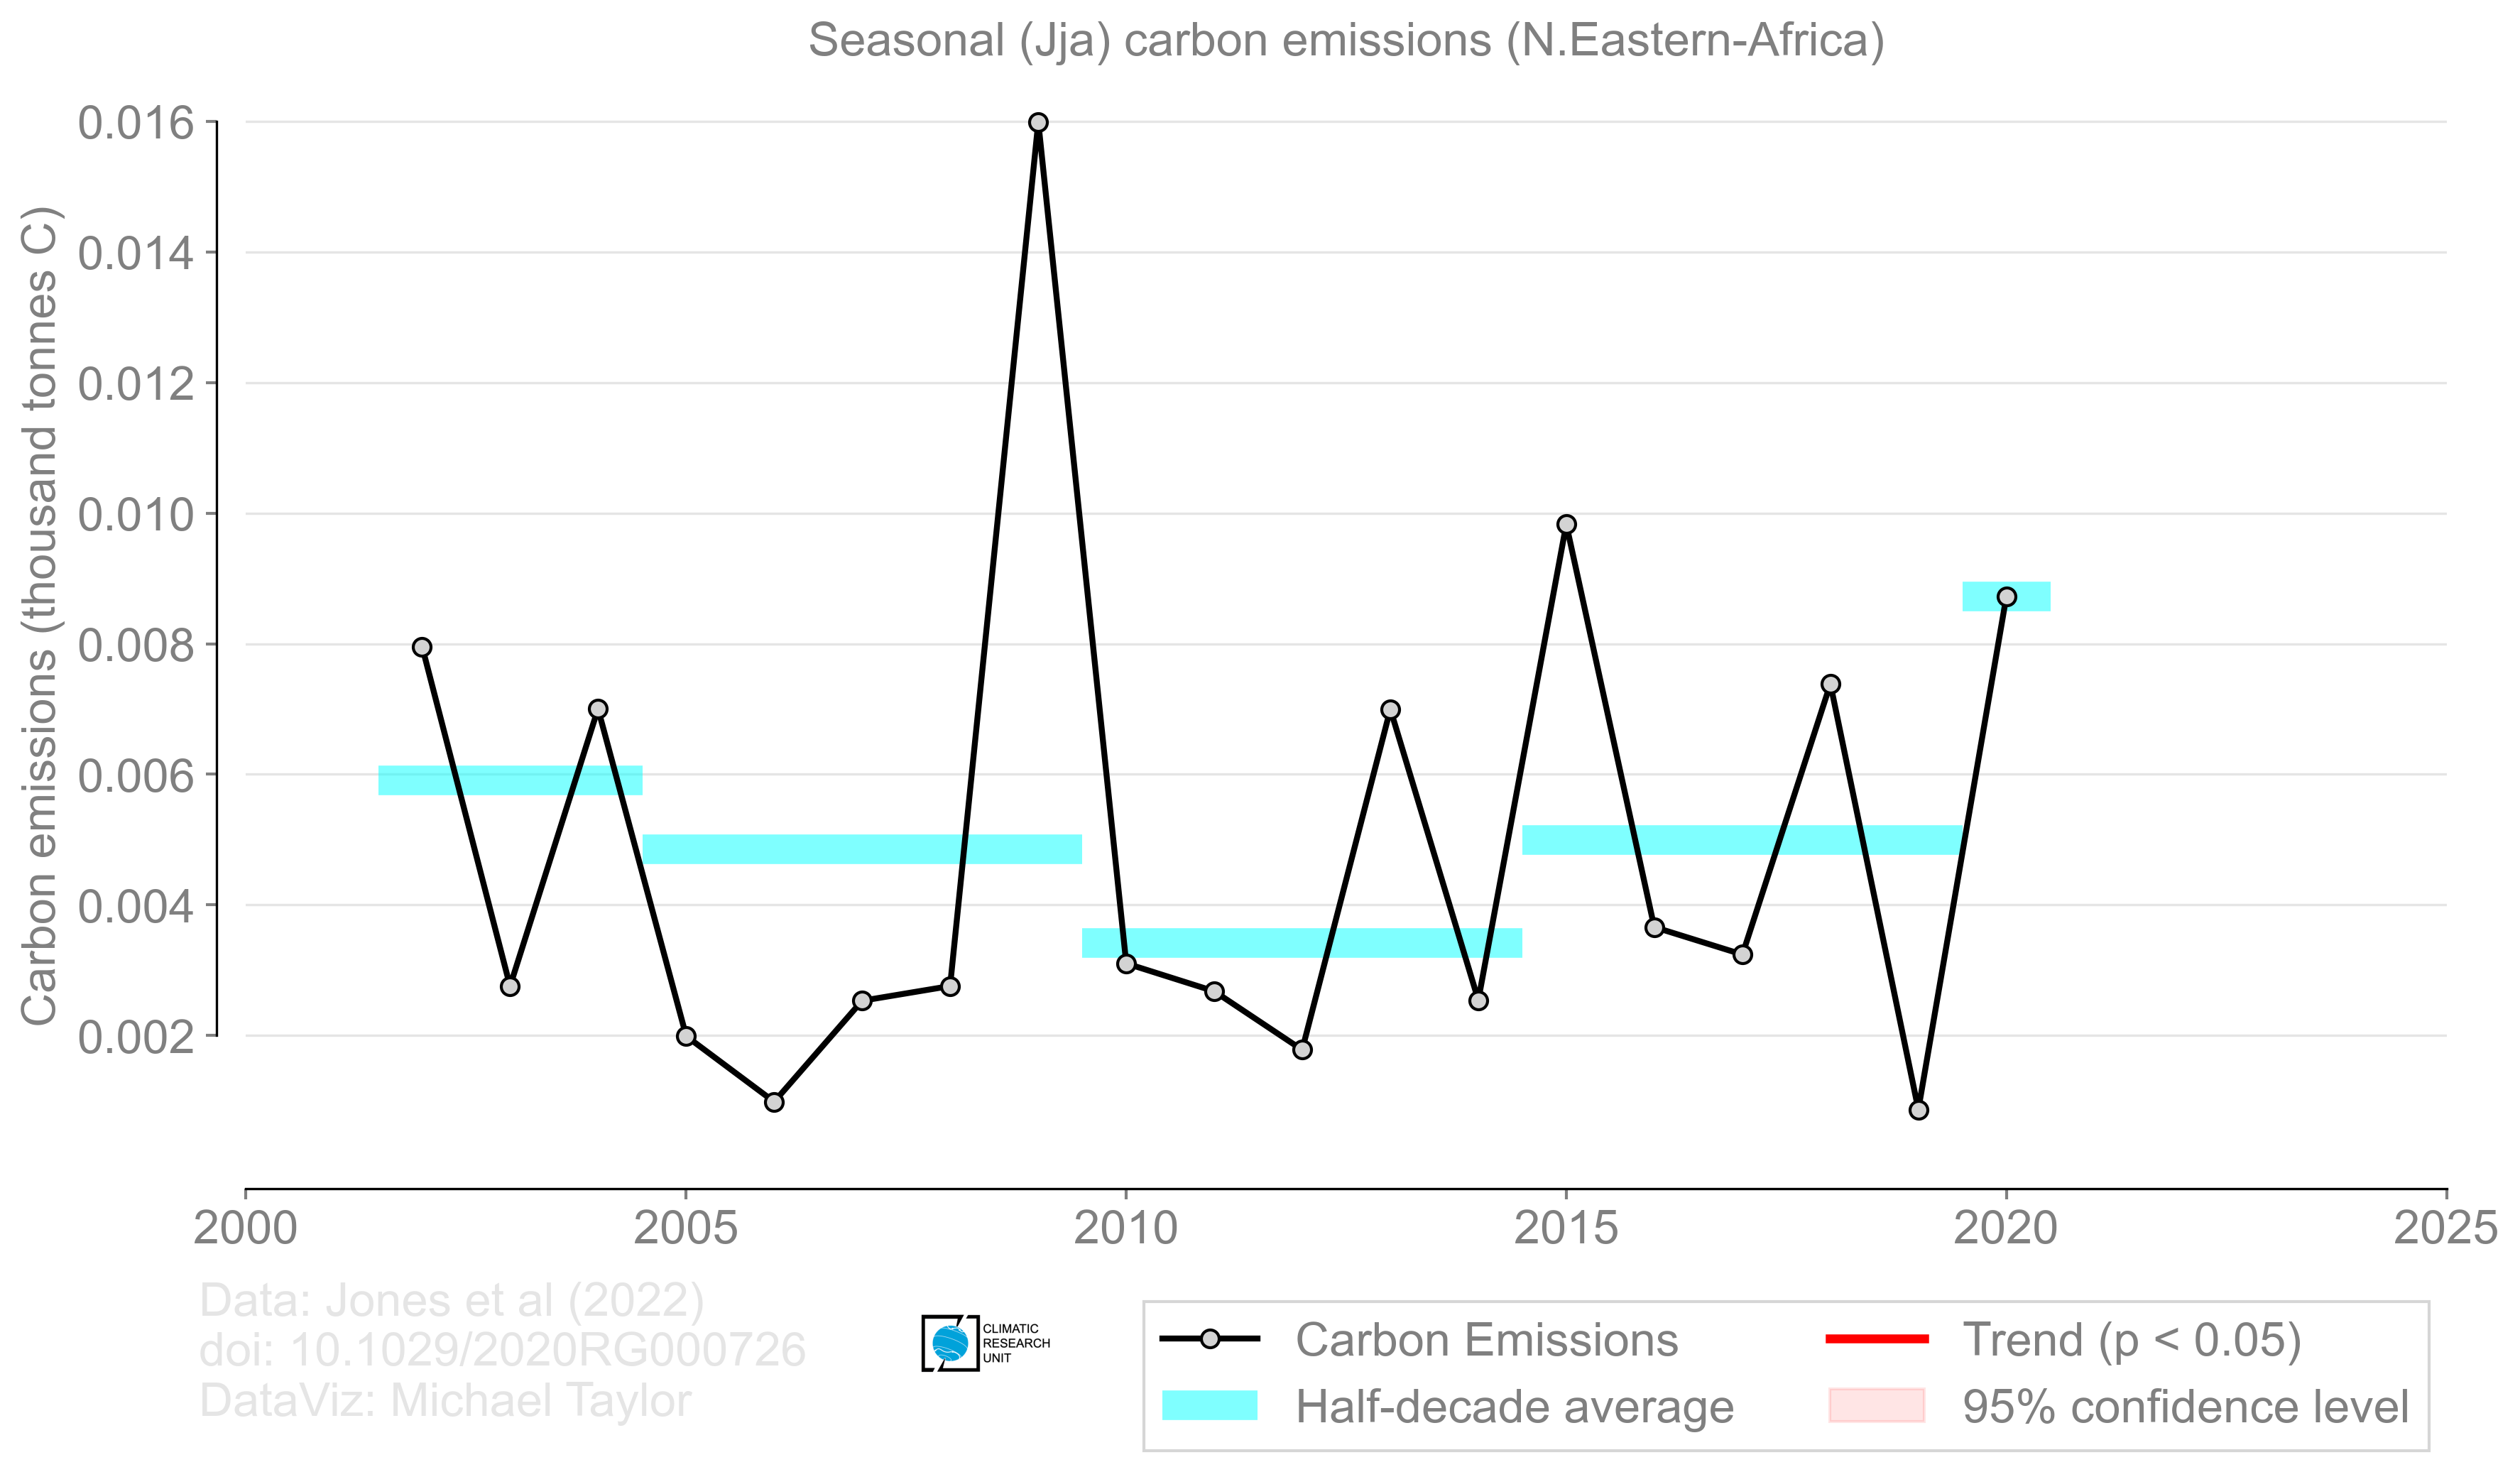 Seasonal (Jja) carbon emissions (N.Eastern-Africa)
Carbon emissions (thousand tonnes C)
0.016
0.014
0.012
0.010
0.008
0.006
0.004
0.002
2000 2005 2010 2015 2020 2025
Data: Jones et al (2022)
doi: 10.1029/2020RG000726
DataViz: Michael Taylor
CLIMATIC
RESEARCH
UNIT
Carbon Emissions
Half-decade average
Trend (p < 0.05)
95% confidence level